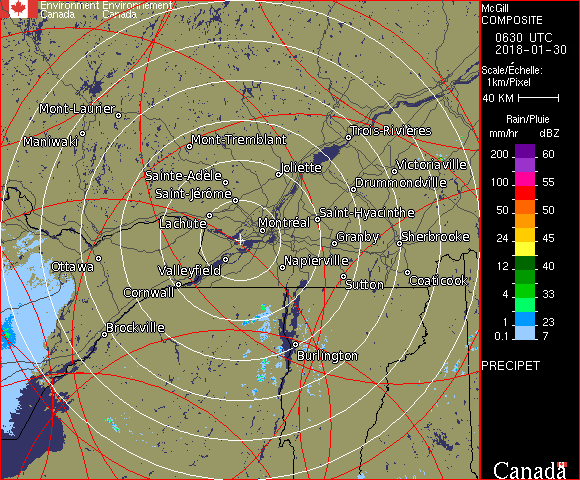 Environment Environnement
Canada Canada
McGill
COMPOSITE
0630 UTC
2018-01-30
Scale/Échelle:
1km/Pixel
40 KM
Rain/Pluie
mm/hr dBZ
200 60
100 55
50 50
24 45
12 40
4 33
1 23
0.1 7
PRECIPET
Canada
Mont-Laurier
Maniwaki
Mont-Tremblant
Trois-Rivières
Victoriaville
Joliette
Sainte-Adèle
Drummondville
Saint-Jérôme
Lachute
Saint-Hyacinthe
Montréal
Granby
Sherbrooke
Ottawa
Valleyfield
Napierville
Cornwall
Sutton
Coaticook
Brockville
Burlington